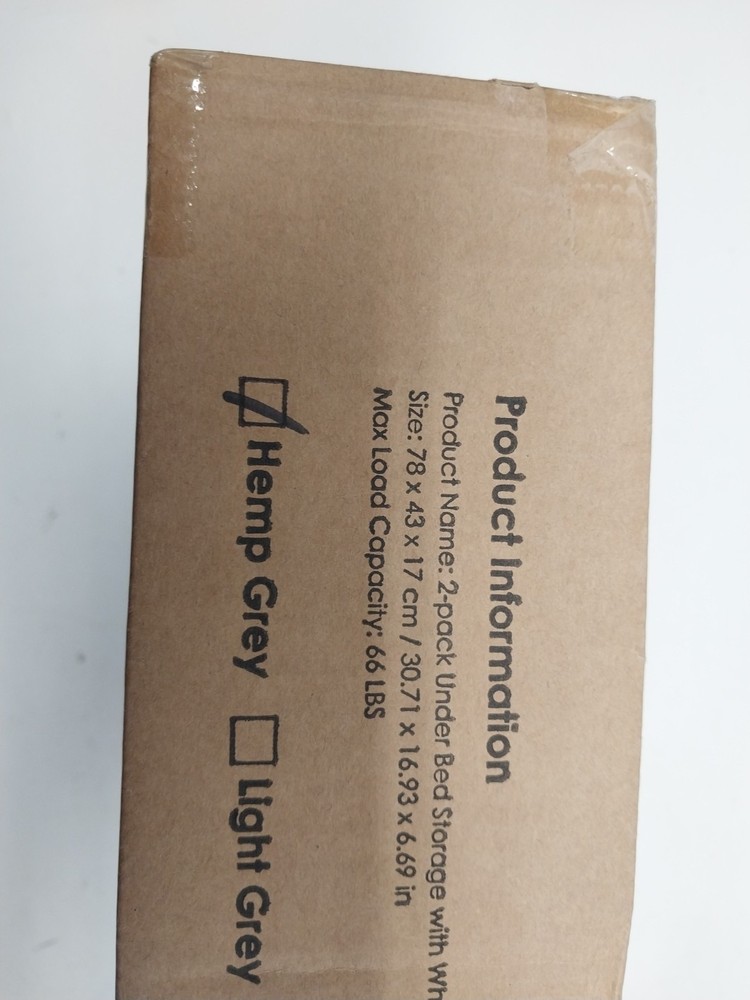 Product Information
Product Name: 2-pack Under Bed Storage with Wh
Size: 78 x 43 x 17 cm / 30.71 x 16.93 x 6.69 in
Max Load Capacity: 66 LBS
Hemp Grey Light Grey